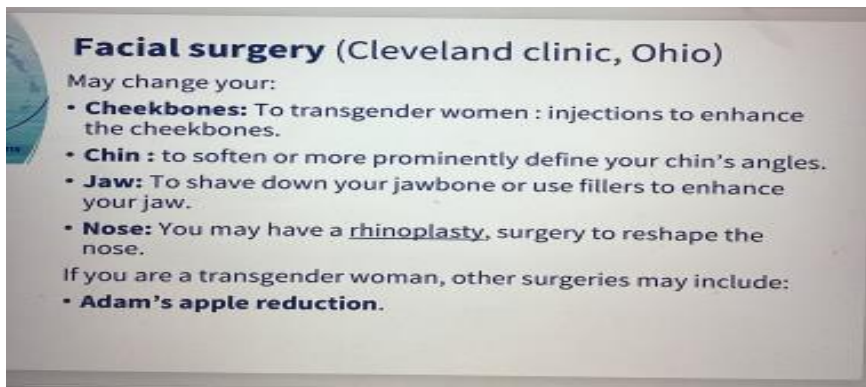 Facial surgery (Cleveland clinic, Ohio)
May change your:
• Cheekbones: To transgender women : injections to enhance
the cheekbones.
• Chin : to soften or more prominently define your chin's angles.
• Jaw: To shave down your jawbone or use fillers to enhance
your jaw.
• Nose: You may have a rhinoplasty, surgery to reshape the
nose.
If you are a transgender woman, other surgeries may include:
• Adam's apple reduction.